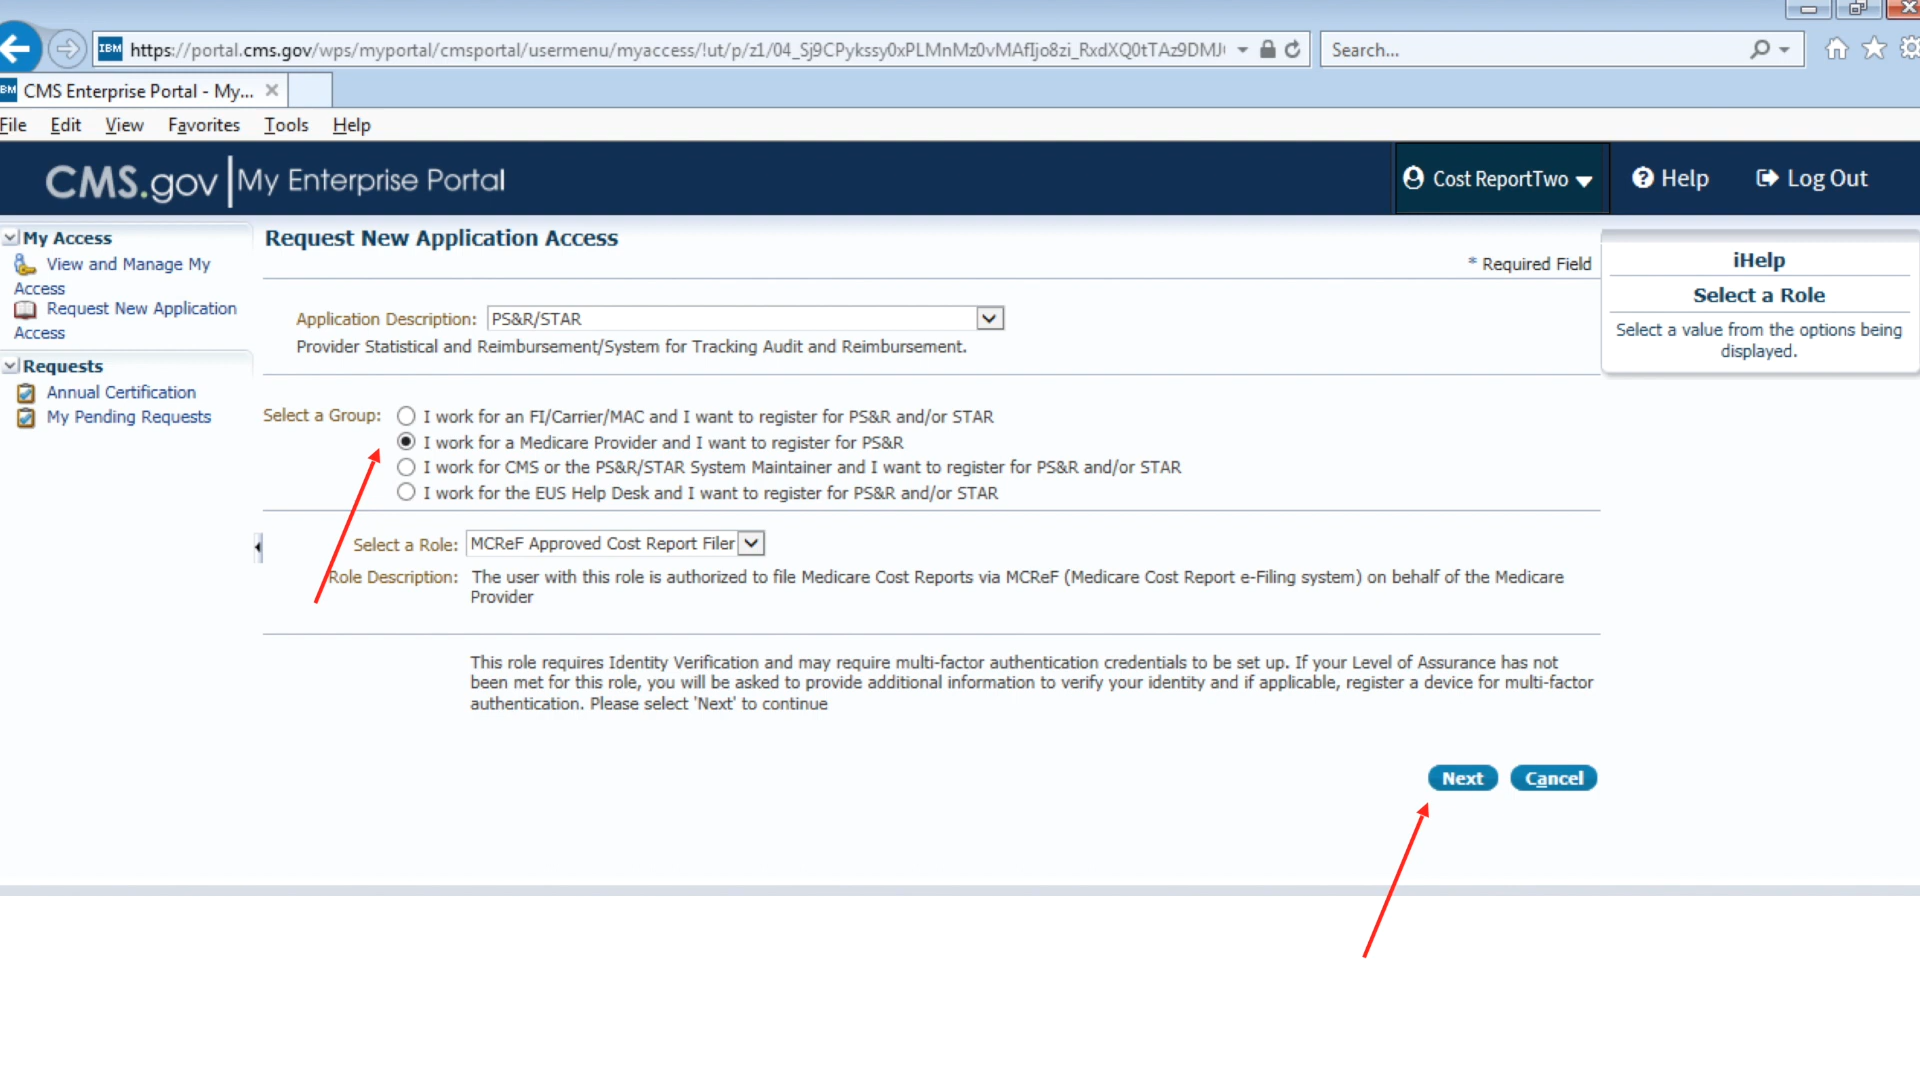 IBM https://portal.cms.gov/wps/myportal/cmsportal/usermenu/myaccess/!ut/p/z1/04_Sj9CPykssy0xPLMnMz0vMAfIjo8zi_RxdXQ0tTAz9DMJ
Search...
CMS Enterprise Portal - My...
File Edit View Favorites Tools Help
CMS.gov My Enterprise Portal
Cost ReportTwo
Help
Log Out
My Access
View and Manage My
Access
Request New Application
Access
Requests
Annual Certification
My Pending Requests
Request New Application Access
* Required Field
Application Description: PS&R/STAR
Provider Statistical and Reimbursement/System for Tracking Audit and Reimbursement.
Select a Group: I work for an FI/Carrier/MAC and I want to register for PS&R and/or STAR
I work for a Medicare Provider and I want to register for PS&R
I work for CMS or the PS&R/STAR System Maintainer and I want to register for PS&R and/or STAR
I work for the EUS Help Desk and I want to register for PS&R and/or STAR
Select a Role: MCReF Approved Cost Report Filer
Role Description: The user with this role is authorized to file Medicare Cost Reports via MCReF (Medicare Cost Report e-Filing system) on behalf of the Medicare
Provider
This role requires Identity Verification and may require multi-factor authentication credentials to be set up. If your Level of Assurance has not
been met for this role, you will be asked to provide additional information to verify your identity and if applicable, register a device for multi-factor
authentication. Please select 'Next' to continue
Next Cancel
iHelp
Select a Role
Select a value from the options being
displayed.